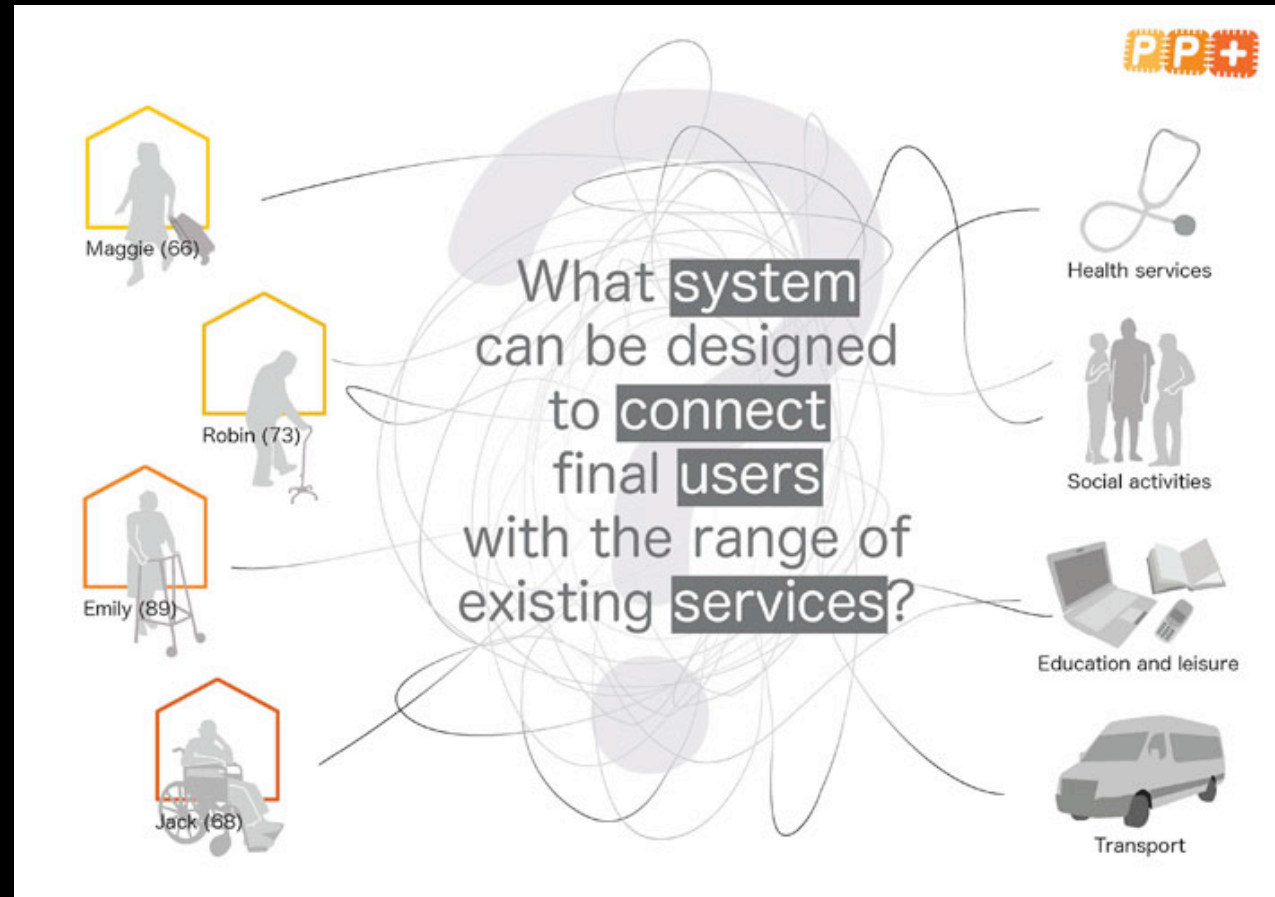 PP+
Maggie (66)
Robin (73)
Emily (89)
Jack (68)
What system
can be designed
to connect
final users
with the range of
existing services?
Health services
Social activities
Education and leisure
Transport